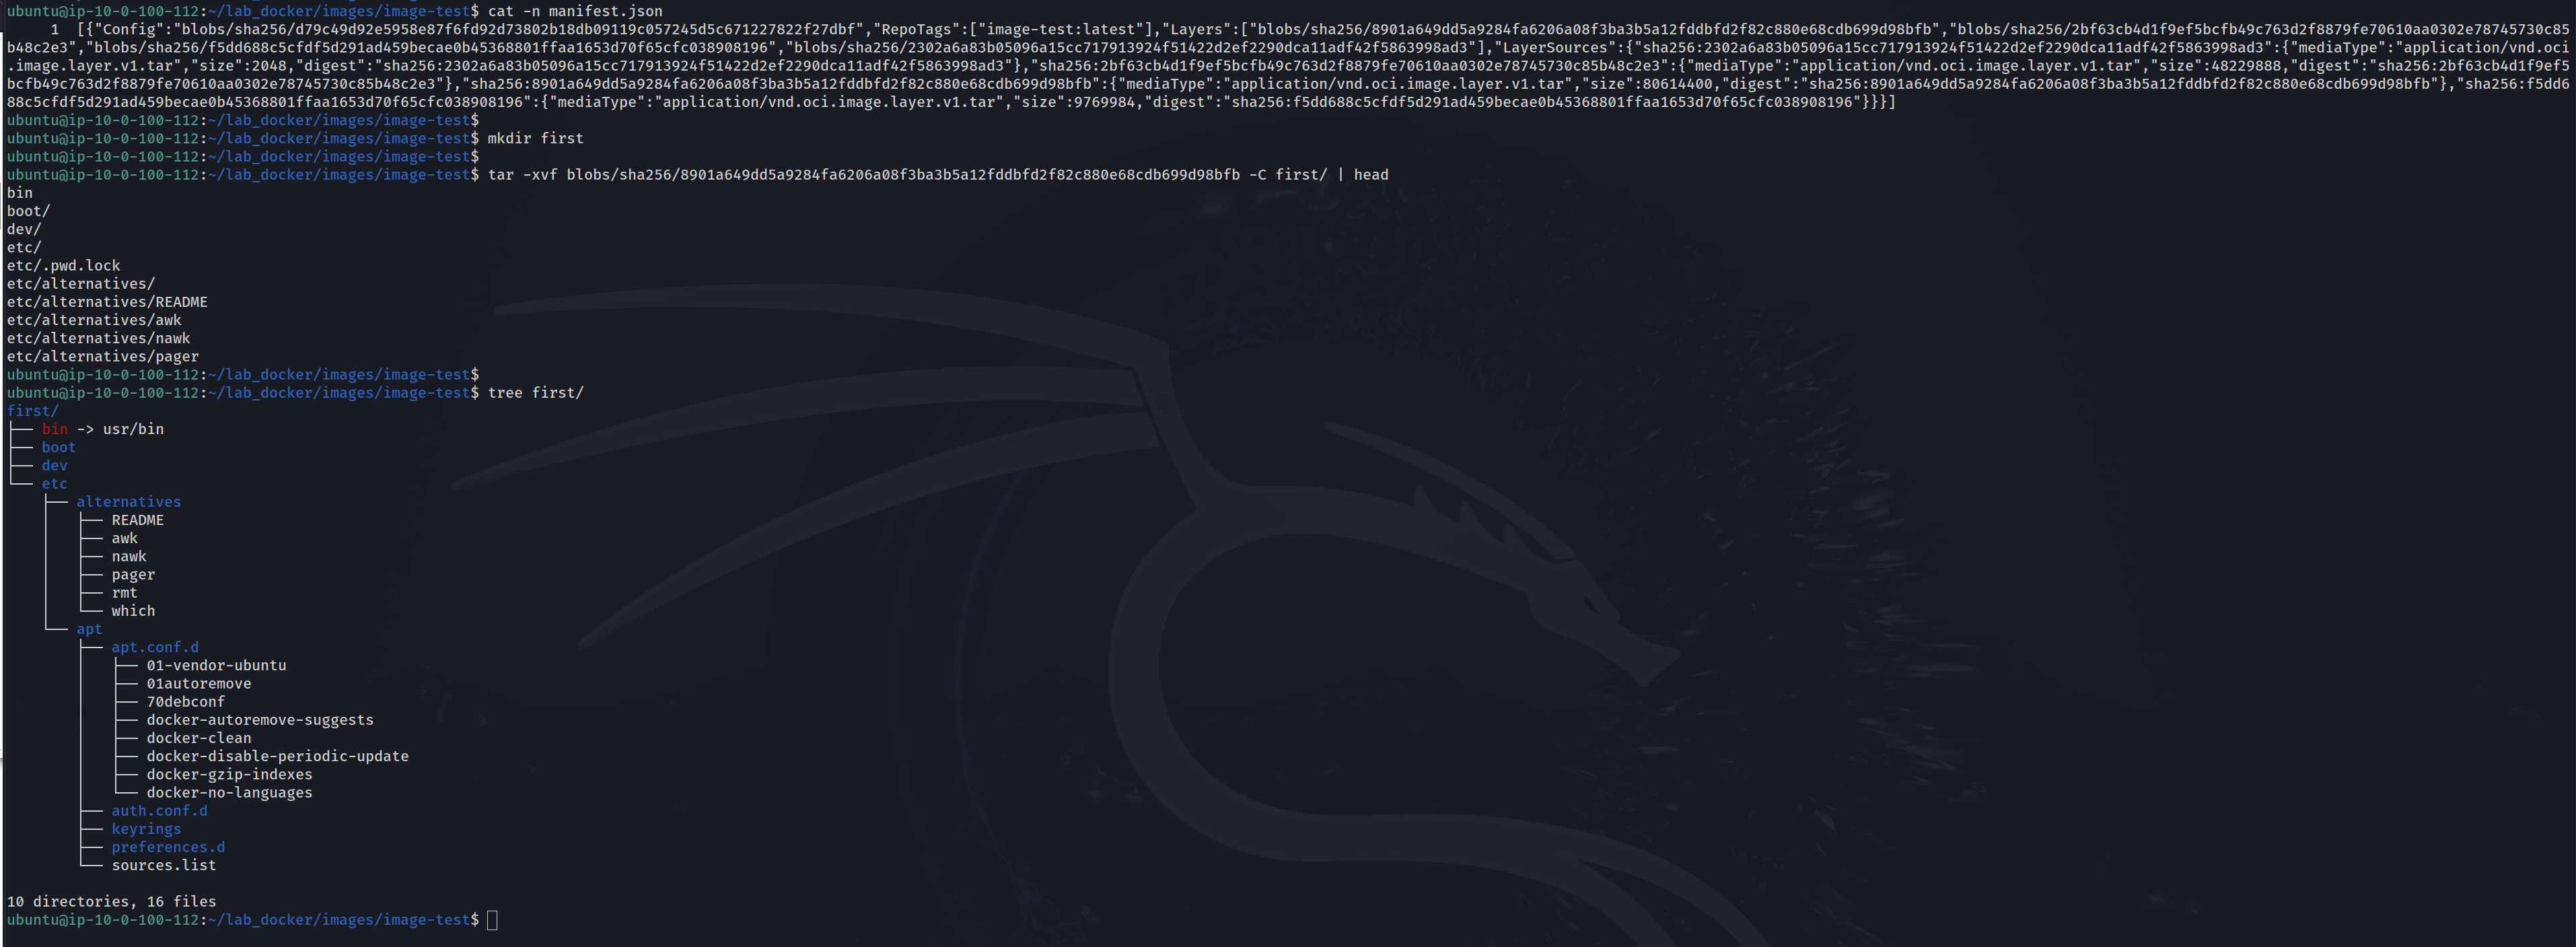 ubuntu@ip-10-0-100-112:~/lab_docker/images/image-test$ cat -n manifest.json
     1  [{"Config":"blobs/sha256/d79c49d92e5958e87f6fd92d73802b18db09119c057245d5c671227822f27dbf","RepoTags":["image-test:latest"],"Layers":["blobs/sha256/8901a649dd5a9284fa6206a08f3ba3b5a12fddbfd2f82c880e68cdb699d98bfb","blobs/sha256/2bf63cb4d1f9ef5bcfb49c763d2f8879fe70610aa0302e78745730c85
b48c2e3","blobs/sha256/f5dd688c5cfdf5d291ad459becae0b45368801ffaa1653d70f65cfc038908196","blobs/sha256/2302a6a83b05096a15cc717913924f51422d2ef2290dca11adf42f5863998ad3"],"LayerSources":{"sha256:2302a6a83b05096a15cc717913924f51422d2ef2290dca11adf42f5863998ad3":{"mediaType":"application/vnd.oci
.image.layer.v1.tar","size":2048,"digest":"sha256:2302a6a83b05096a15cc717913924f51422d2ef2290dca11adf42f5863998ad3"},"sha256:2bf63cb4d1f9ef5bcfb49c763d2f8879fe70610aa0302e78745730c85b48c2e3":{"mediaType":"application/vnd.oci.image.layer.v1.tar","size":48229888,"digest":"sha256:2bf63cb4d1f9ef5
bcfb49c763d2f8879fe70610aa0302e78745730c85b48c2e3"},"sha256:8901a649dd5a9284fa6206a08f3ba3b5a12fddbfd2f82c880e68cdb699d98bfb":{"mediaType":"application/vnd.oci.image.layer.v1.tar","size":80614400,"digest":"sha256:8901a649dd5a9284fa6206a08f3ba3b5a12fddbfd2f82c880e68cdb699d98bfb"},"sha256:f5dd6
88c5cfdf5d291ad459becae0b45368801ffaa1653d70f65cfc038908196":{"mediaType":"application/vnd.oci.image.layer.v1.tar","size":9769984,"digest":"sha256:f5dd688c5cfdf5d291ad459becae0b45368801ffaa1653d70f65cfc038908196"}}}]
ubuntu@ip-10-0-100-112:~/lab_docker/images/image-test$
ubuntu@ip-10-0-100-112:~/lab_docker/images/image-test$ mkdir first
ubuntu@ip-10-0-100-112:~/lab_docker/images/image-test$
ubuntu@ip-10-0-100-112:~/lab_docker/images/image-test$ tar -xvf blobs/sha256/8901a649dd5a9284fa6206a08f3ba3b5a12fddbfd2f82c880e68cdb699d98bfb -C first/ | head
bin
boot/
dev/
etc/
etc/.pwd.lock
etc/alternatives/
etc/alternatives/README
etc/alternatives/awk
etc/alternatives/nawk
etc/alternatives/pager
ubuntu@ip-10-0-100-112:~/lab_docker/images/image-test$
ubuntu@ip-10-0-100-112:~/lab_docker/images/image-test$ tree first/
first/
├── bin -> usr/bin
├── boot
├── dev
└── etc
    ├── alternatives
    │   ├── README
    │   ├── awk
    │   ├── nawk
    │   ├── pager
    │   ├── rmt
    │   └── which
    └── apt
        ├── apt.conf.d
        │   ├── 01-vendor-ubuntu
        │   ├── 01autoremove
        │   ├── 70debconf
        │   ├── docker-autoremove-suggests
        │   ├── docker-clean
        │   ├── docker-disable-periodic-update
        │   ├── docker-gzip-indexes
        │   └── docker-no-languages
        ├── auth.conf.d
        ├── keyrings
        ├── preferences.d
        └── sources.list

10 directories, 16 files
ubuntu@ip-10-0-100-112:~/lab_docker/images/image-test$